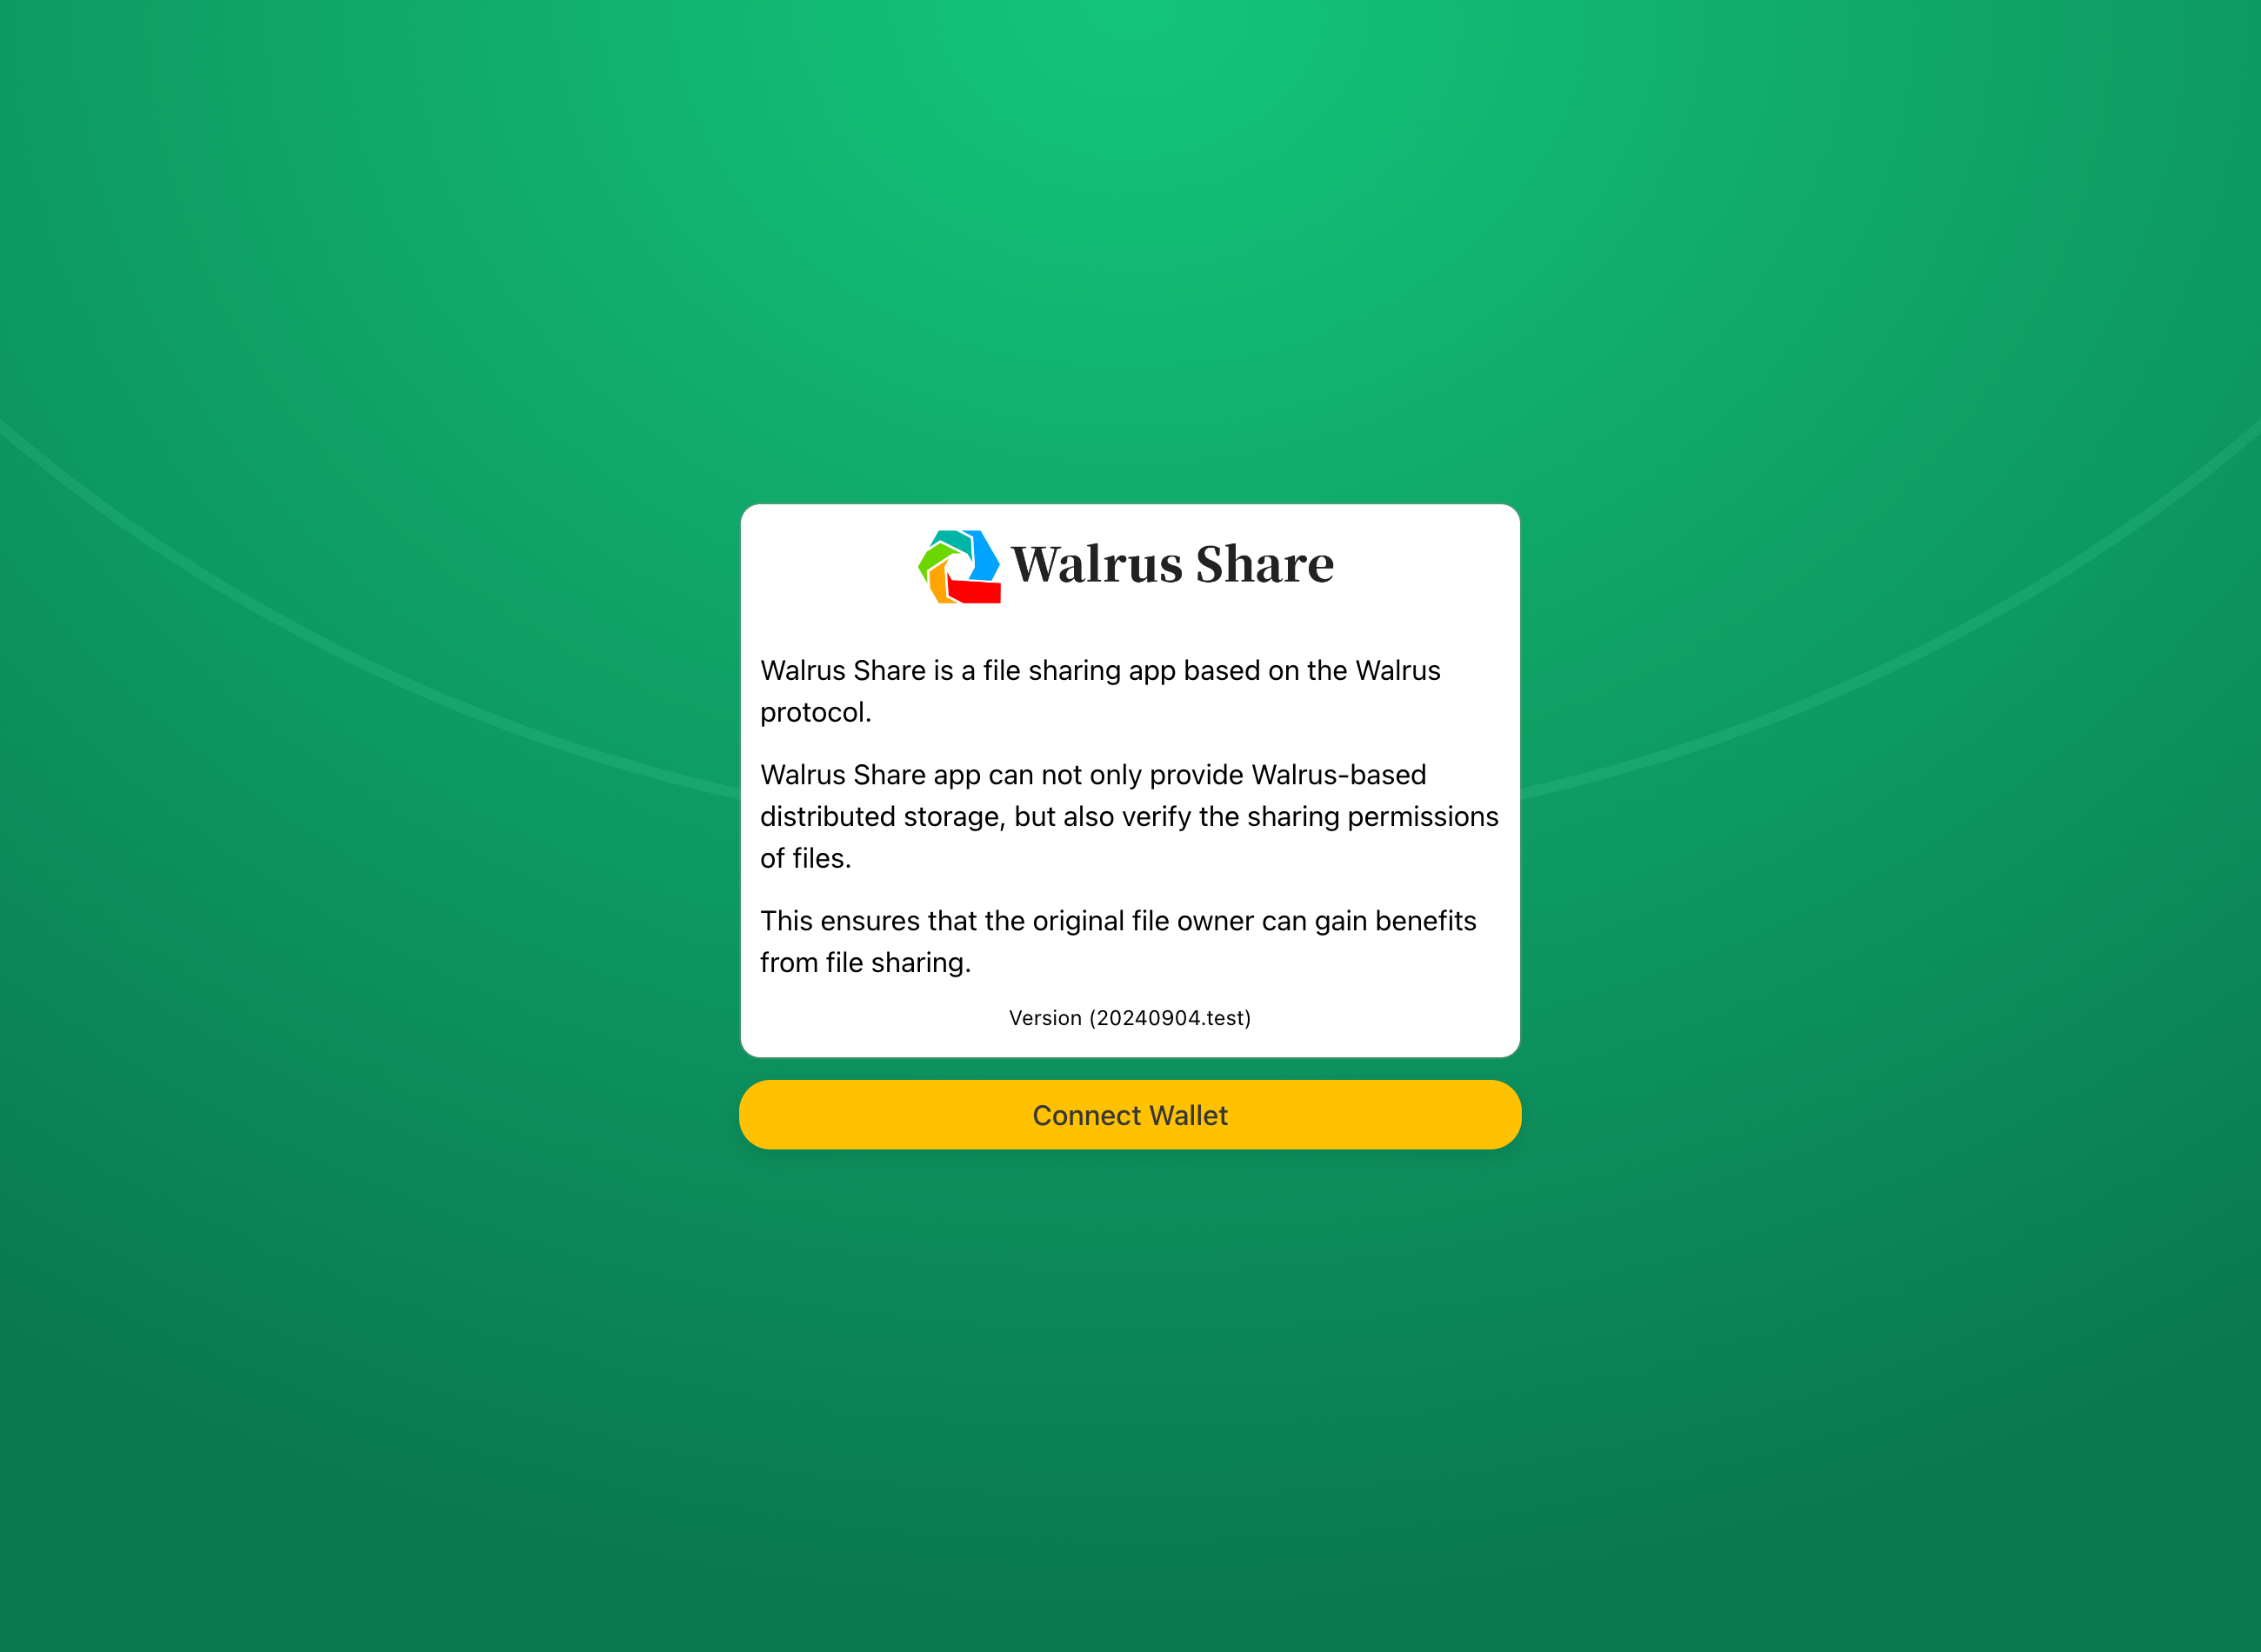 Walrus Share
Walrus Share is a file sharing app based on the Walrus
protocol.
Walrus Share app can not only provide Walrus-based
distributed storage, but also verify the sharing permissions
of files.
This ensures that the original file owner can gain benefits
from file sharing.
Version (20240904.test)
Connect Wallet